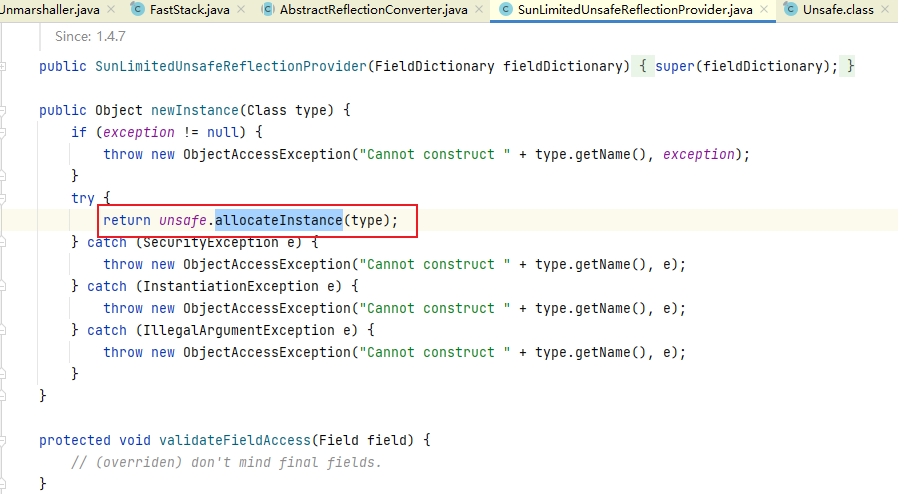 Unmarshaller.java FastStack.java AbstractReflectionConverter.java SunLimitedUnsafeReflectionProvider.java Unsafe.class
Since: 1.4.7
public SunLimitedUnsafeReflectionProvider(FieldDictionary fieldDictionary) { super(fieldDictionary); }
public Object newInstance(Class type) {
if (exception != null) {
throw new ObjectAccessException("Cannot construct " + type.getName(), exception);
}
try {
return unsafe.allocateInstance(type);
} catch (SecurityException e) {
throw new ObjectAccessException("Cannot construct " + type.getName(), e);
} catch (InstantiationException e) {
throw new ObjectAccessException("Cannot construct " + type.getName(), e);
} catch (IllegalArgumentException e) {
throw new ObjectAccessException("Cannot construct " + type.getName(), e);
}
}
protected void validateFieldAccess(Field field) {
// (overriden) don't mind final fields.
}